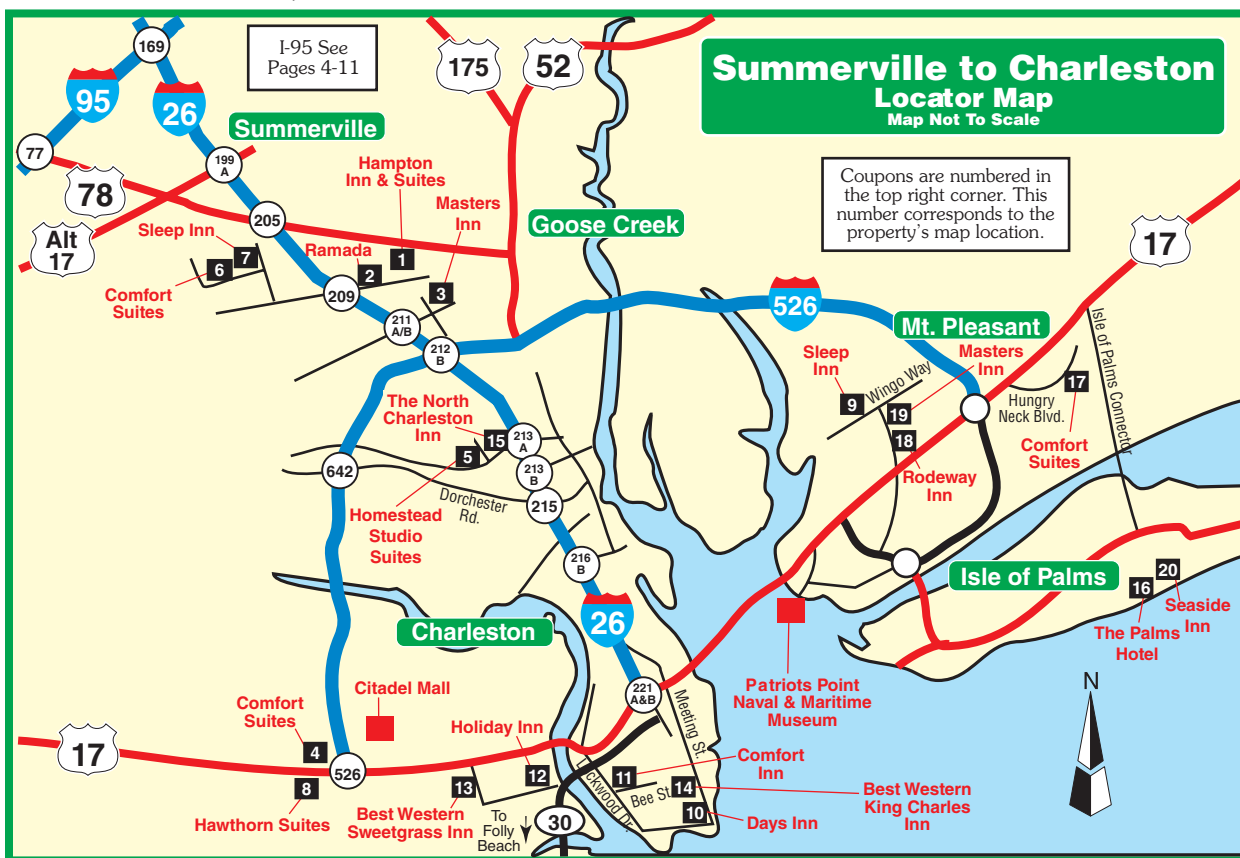 169
I-95 See
Pages 4-11
175
52
Summerville to Charleston
Locator Map
Map Not To Scale
95
26
Summerville
77
199
A
78
Hampton
Inn & Suites
Coupons are numbered in
the top right corner. This
number corresponds to the
property's map location.
Masters
Inn
205
Goose Creek
17
Alt
17
Sleep Inn
7
6
Comfort
Suites
Ramada
2
1
3
209
211
A/B
212
B
526
Mt. Pleasant
Isle of Palms Connector
Sleep
Inn
Wingo Way
Masters
Inn
9
19
18
Rodeway
Inn
17
Hungry
Neck Blvd.
Comfort
Suites
The North
Charleston
Inn
15
213
A
5
213
B
642
Dorchester
Rd.
215
Homestead
Studio
Suites
216
B
Isle of Palms
20
16
Seaside
Inn
The Palms
Hotel
26
Charleston
221
A&B
Meeting St.
Patriots Point
Naval & Maritime
Museum
N
Citadel Mall
Comfort
Suites
4
17
526
8
Hawthorn Suites
Holiday Inn
12
13
Best Western
Sweetgrass Inn
To
Folly
Beach
30
Lockwood Dr.
11
Bee St.
14
10
Comfort
Inn
Best Western
King Charles
Inn
Days Inn